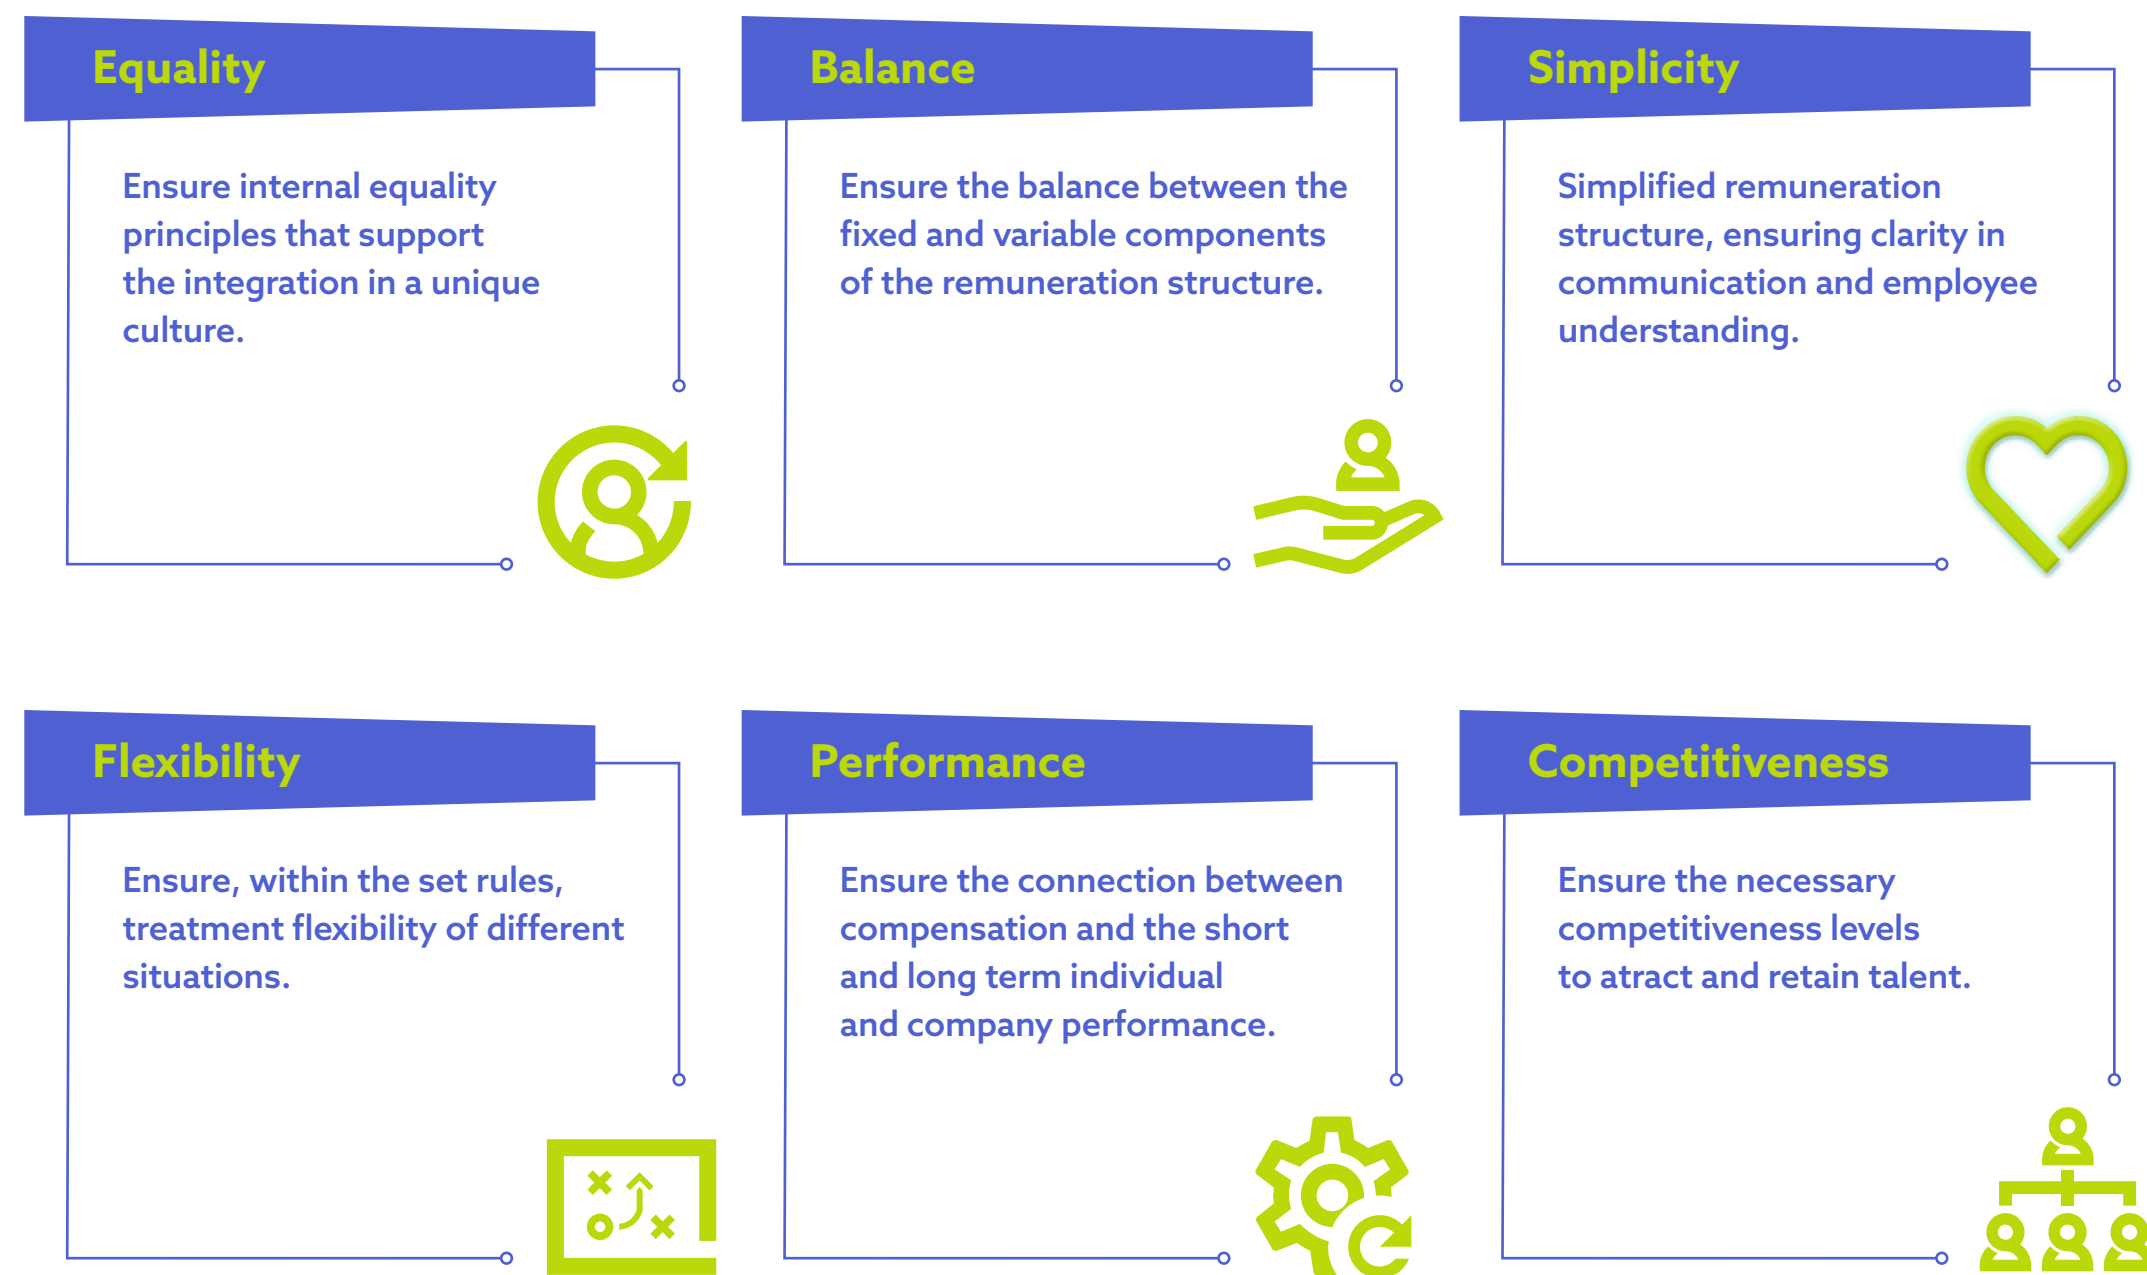 Equality
Ensure internal equality
principles that support
the integration in a unique
culture.
Balance
Ensure the balance between the
fixed and variable components
of the remuneration structure.
Simplicity
Simplified remuneration
structure, ensuring clarity in
communication and employee
understanding.
Flexibility
Ensure, within the set rules,
treatment flexibility of different
situations.
Performance
Ensure the connection between
compensation and the short
and long term individual
and company performance.
Competitiveness
Ensure the necessary
competitiveness levels
to atract and retain talent.